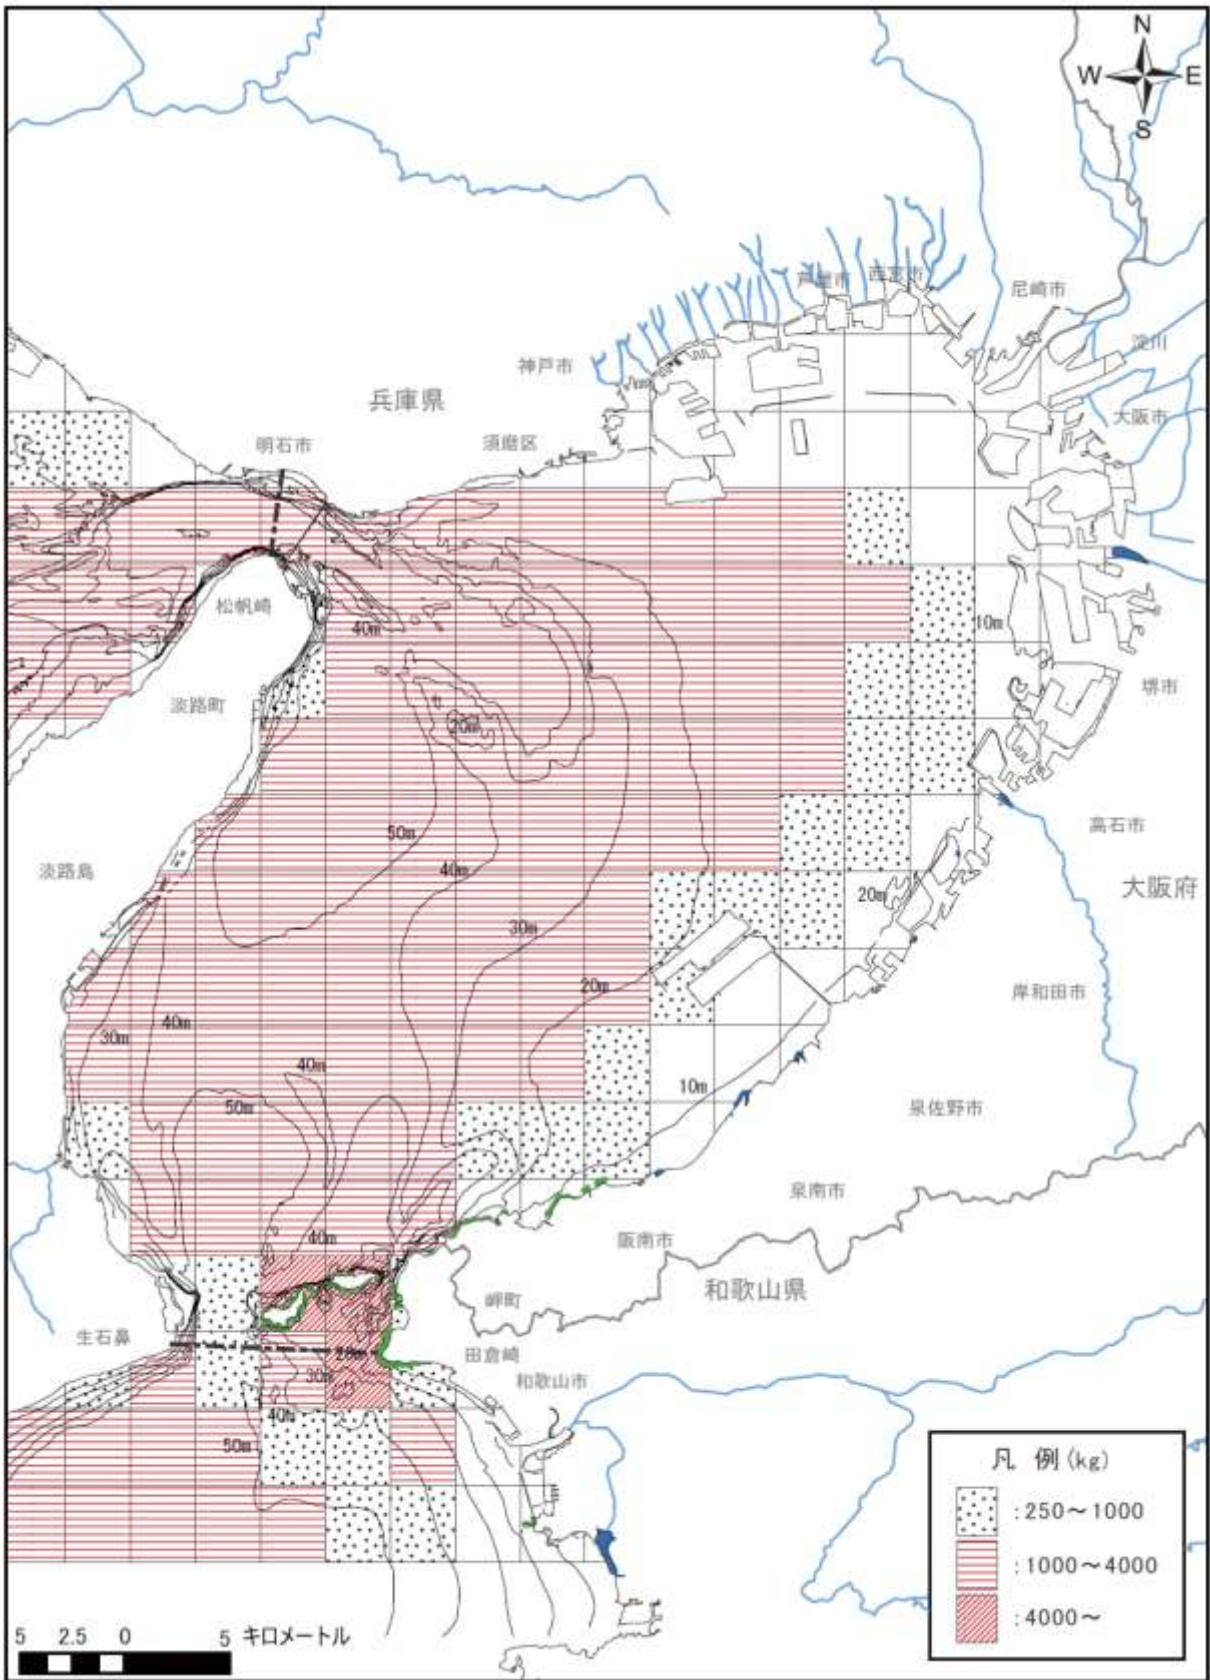 N
W E
S
芦屋市
西宮市
尼崎市
淀川
神戸市
兵庫県
大阪市
明石市
須磨区
松帆崎
40m
10m
淡路町
堺市
20m
50m
高石市
淡路島
40m
大阪府
20m
30m
20m
岸和田市
40m
30m
40m
10m
50m
泉佐野市
泉南市
40m
阪南市
和歌山県
岬町
生石鼻
20m
田倉崎
30m
和歌山市
40m
50m
凡 例(kg)
:250～1000
:1000～4000
:4000～
5 2.5 0 5 キロメートル